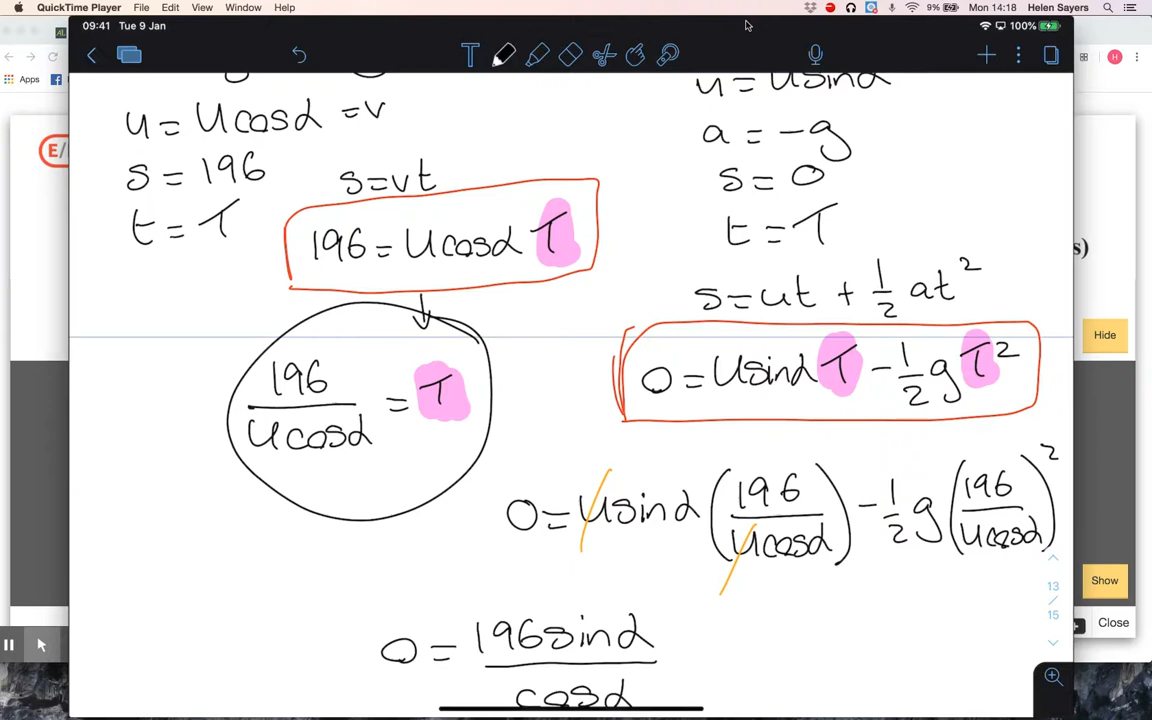 QuickTime Player File Edit View Window Help
9% Mon 14:18 Helen Sayers
09:41 Tue 9 Jan
100%
Apps
H
T
u = Ucosα = v
s = 196
t = T
s=vt
196 = Ucosα T
196/Ucosα = T
u = Usinα
a = -g
s = 0
t = T
s = ut + 1/2 at²
0 = Usinα T - 1/2 g T²
0 = Usinα (196/Ucosα) - 1/2 g (196/Ucosα)²
0 = 196sinα/cosα
E/
s)
Hide
Show
Close
13
/
15